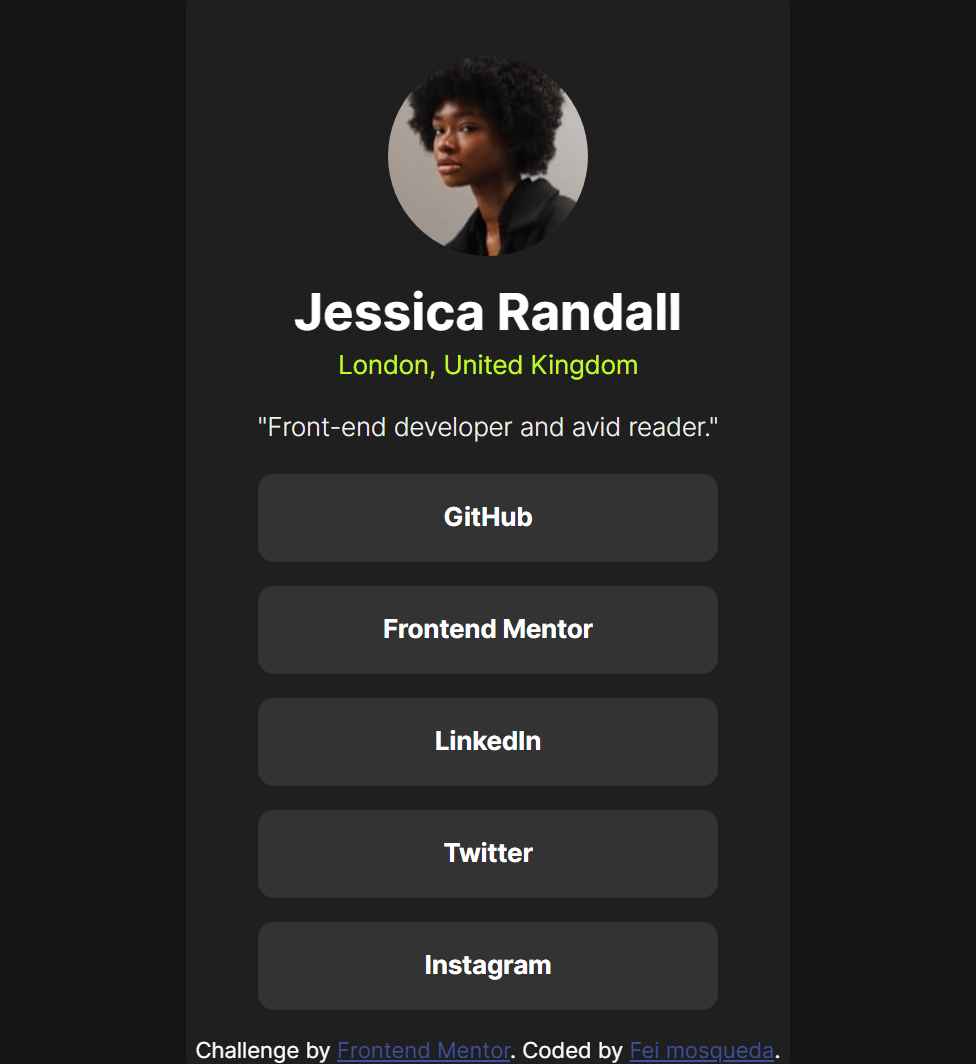 Jessica Randall
London, United Kingdom
"Front-end developer and avid reader."
GitHub
Frontend Mentor
LinkedIn
Twitter
Instagram
Challenge by Frontend Mentor. Coded by Fei mosqueda.